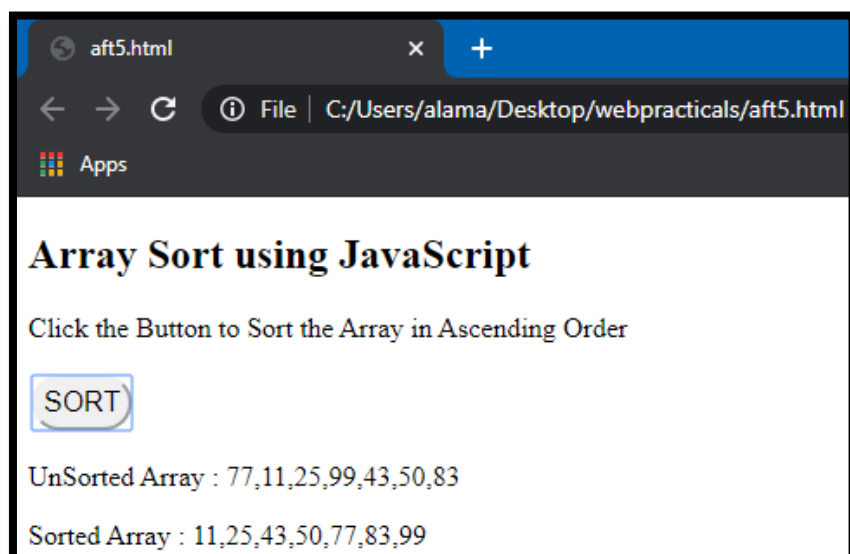 aft5.html
File | C:/Users/alama/Desktop/webpracticals/aft5.html
Apps
Array Sort using JavaScript
Click the Button to Sort the Array in Ascending Order
SORT
UnSorted Array : 77,11,25,99,43,50,83
Sorted Array : 11,25,43,50,77,83,99